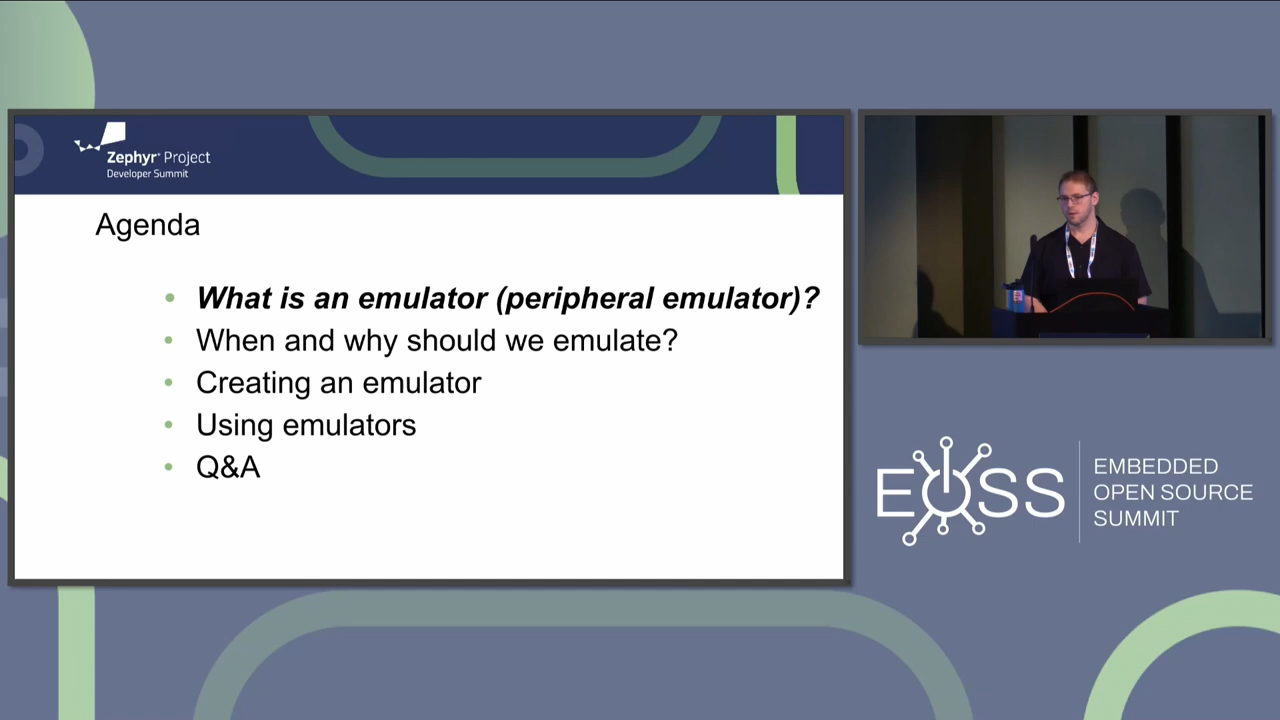 Zephyr® Project
Developer Summit
Agenda
• What is an emulator (peripheral emulator)?
• When and why should we emulate?
• Creating an emulator
• Using emulators
• Q&A
EOSS
EMBEDDED
OPEN SOURCE
SUMMIT